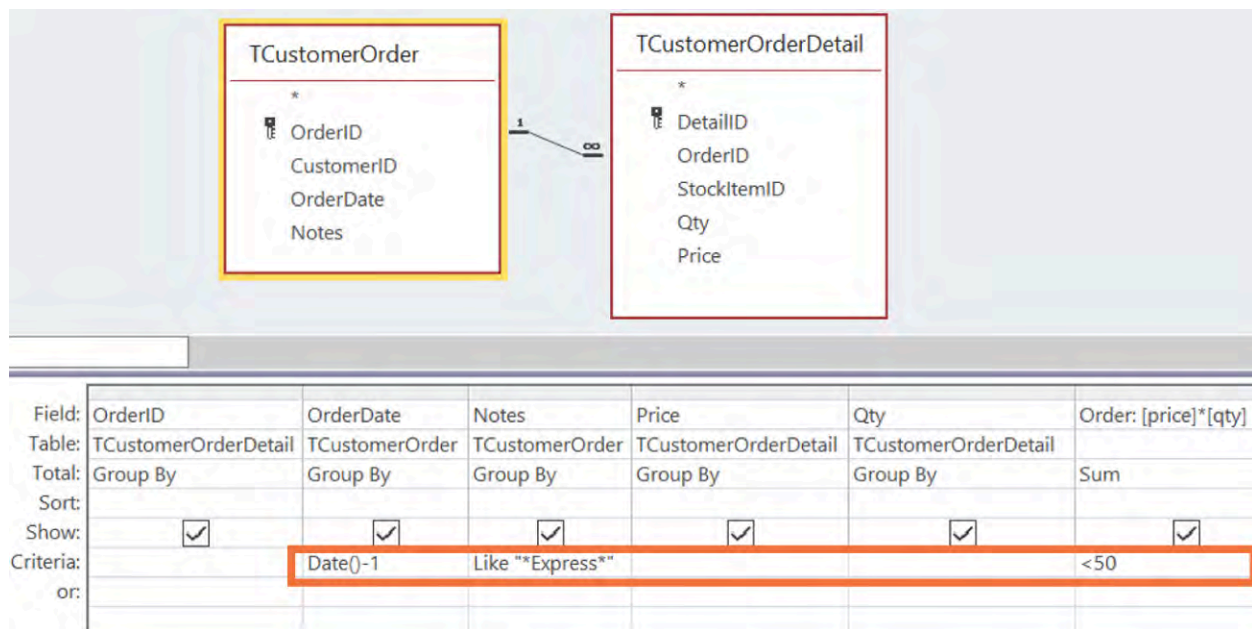 TCustomerOrder
*
OrderID
CustomerID
OrderDate
Notes
1
∞
TCustomerOrderDetail
*
DetailID
OrderID
StockItemID
Qty
Price
Field: OrderID OrderDate Notes Price Qty Order: [price]*[qty]
Table: TCustomerOrderDetail TCustomerOrder TCustomerOrder TCustomerOrderDetail TCustomerOrderDetail
Total: Group By Group By Group By Group By Group By Sum
Sort:
Show:
Criteria: Date()-1 Like "*Express*" <50
or: